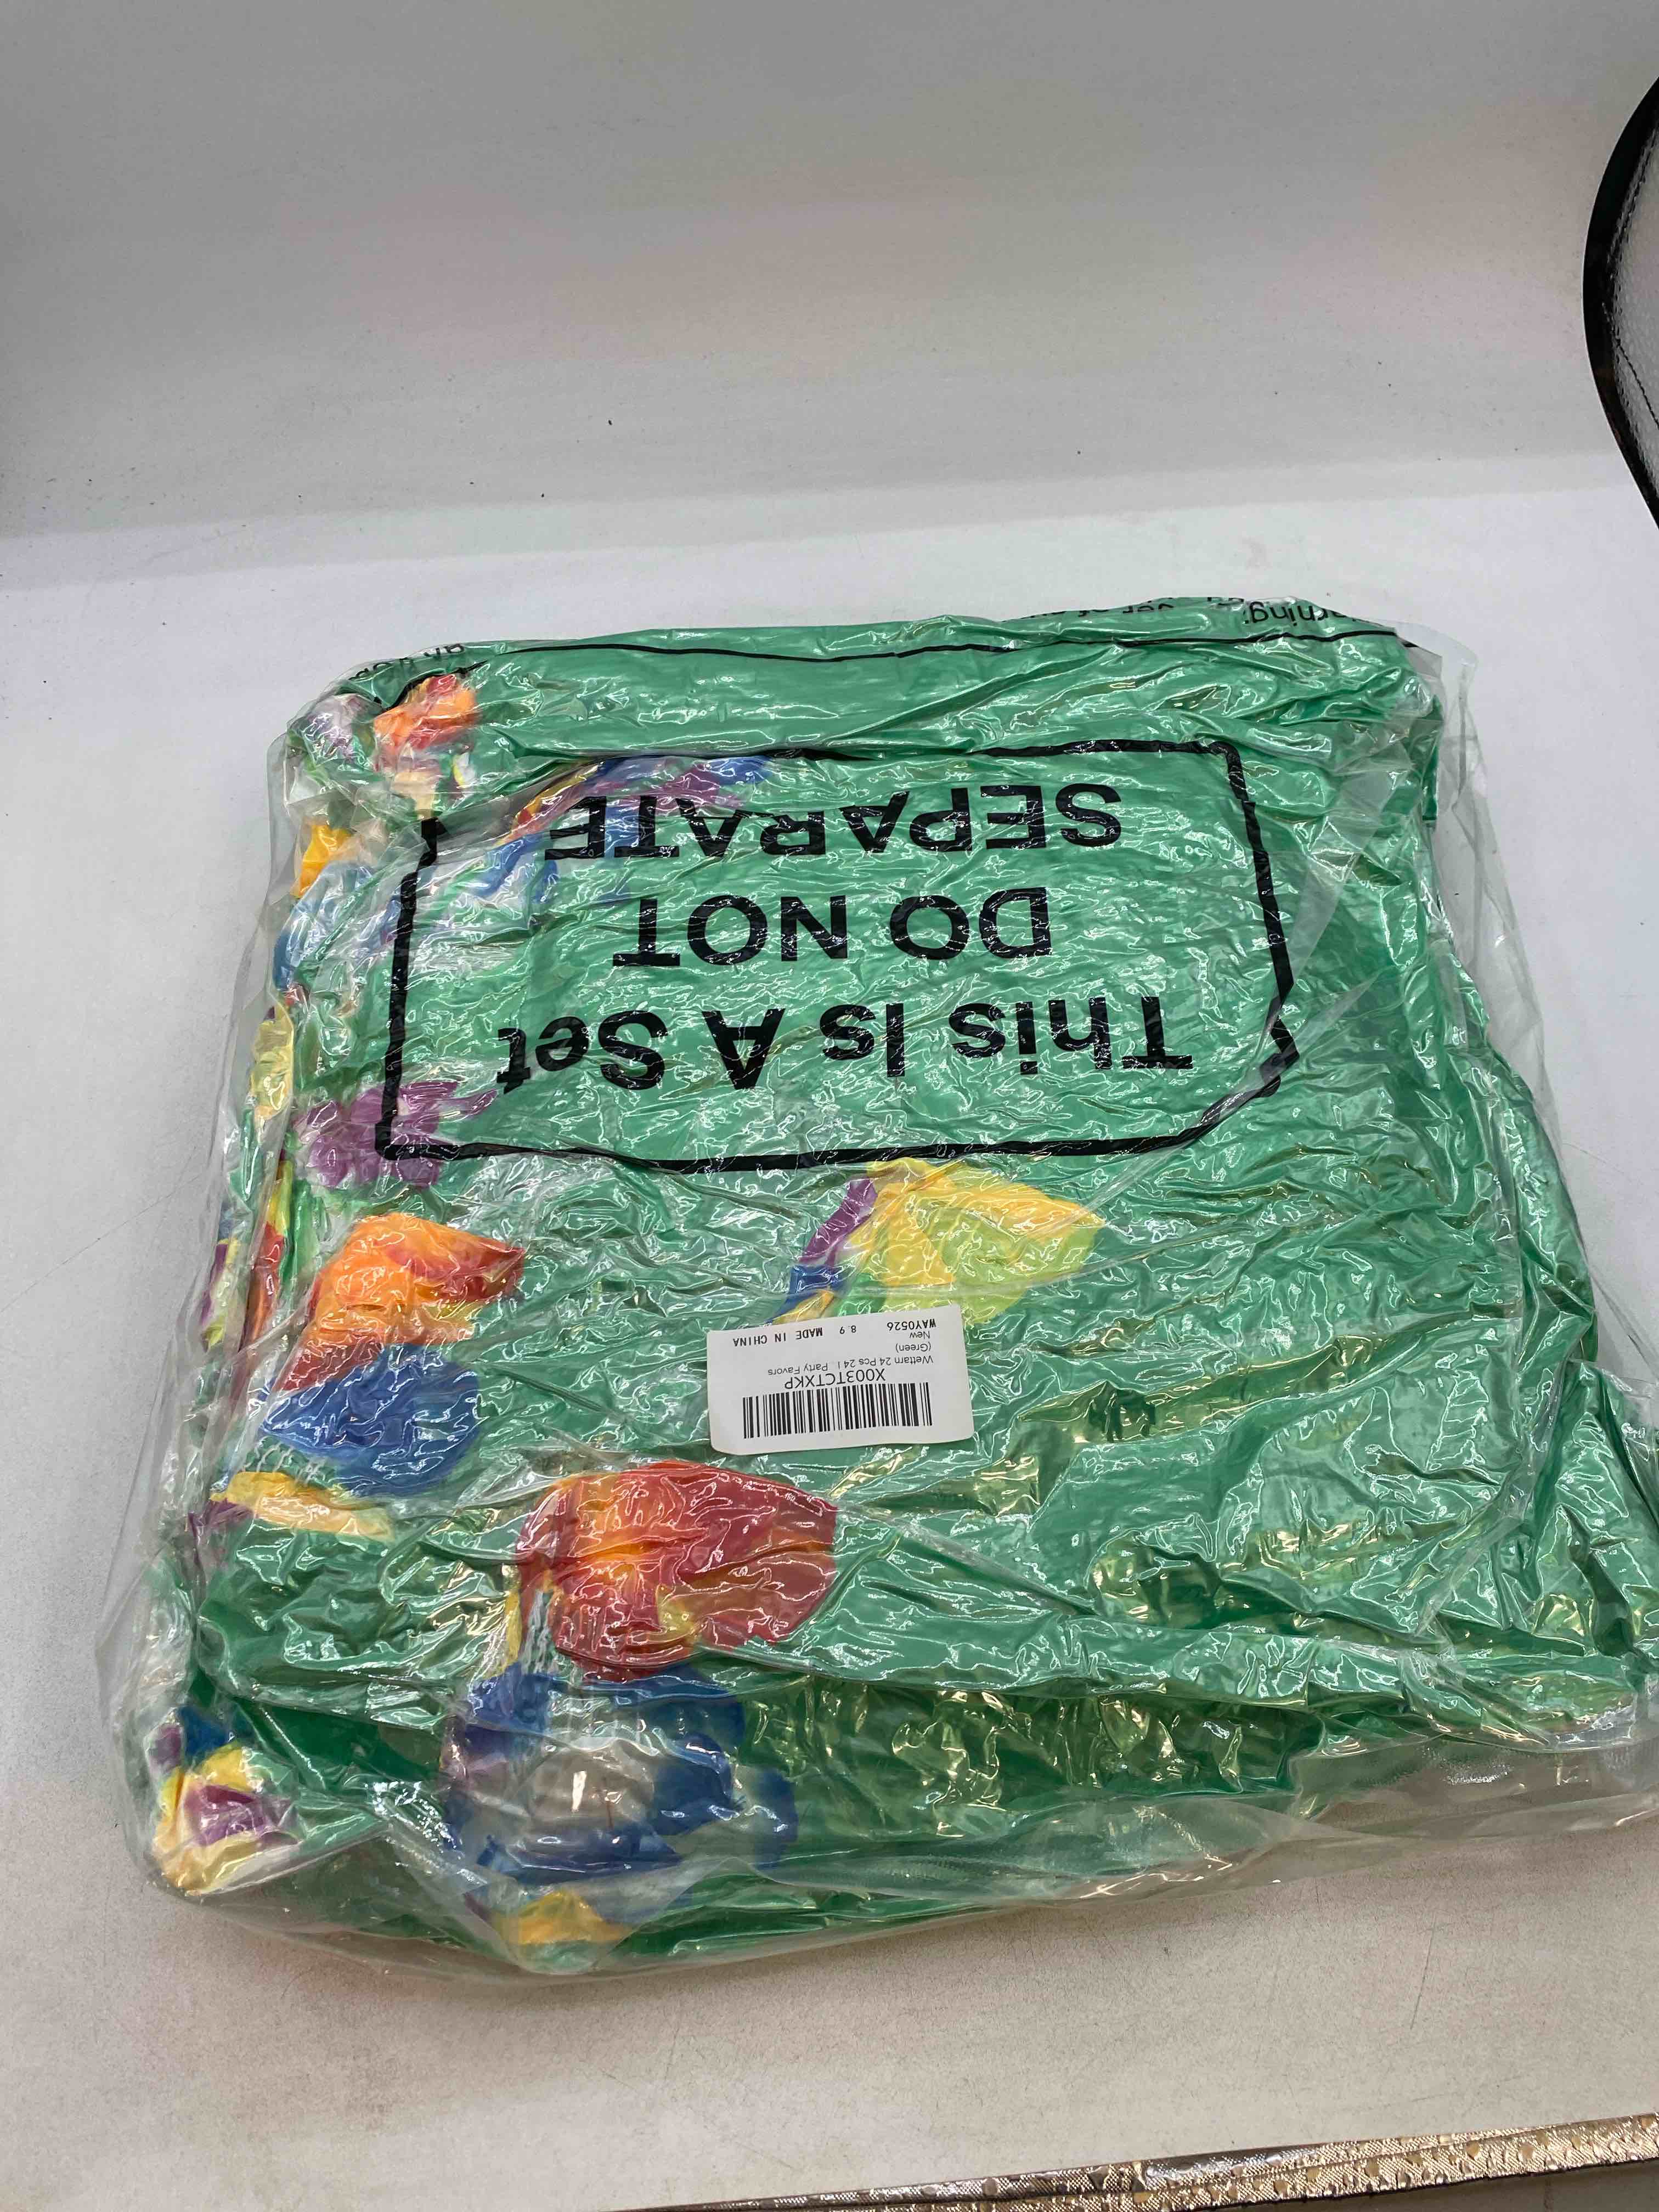 This Is A Set
DO NOT
SEPARATE
X003TCTXKP
Wettarn 24 Pcs 24 I... Party Favors
(Green)
New
WAY0526 8.9 MADE IN CHINA